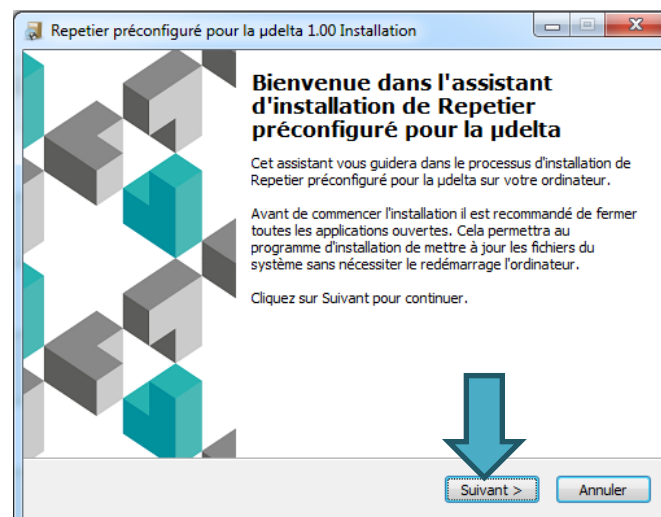 Repetier préconfiguré pour la µdelta 1.00 Installation
Bienvenue dans l'assistant
d'installation de Repetier
préconfiguré pour la µdelta
Cet assistant vous guidera dans le processus d'installation de
Repetier préconfiguré pour la µdelta sur votre ordinateur.
Avant de commencer l'installation il est recommandé de fermer
toutes les applications ouvertes. Cela permettra au
programme d'installation de mettre à jour les fichiers du
système sans nécessiter le redémarrage l'ordinateur.
Cliquez sur Suivant pour continuer.
Suivant > Annuler